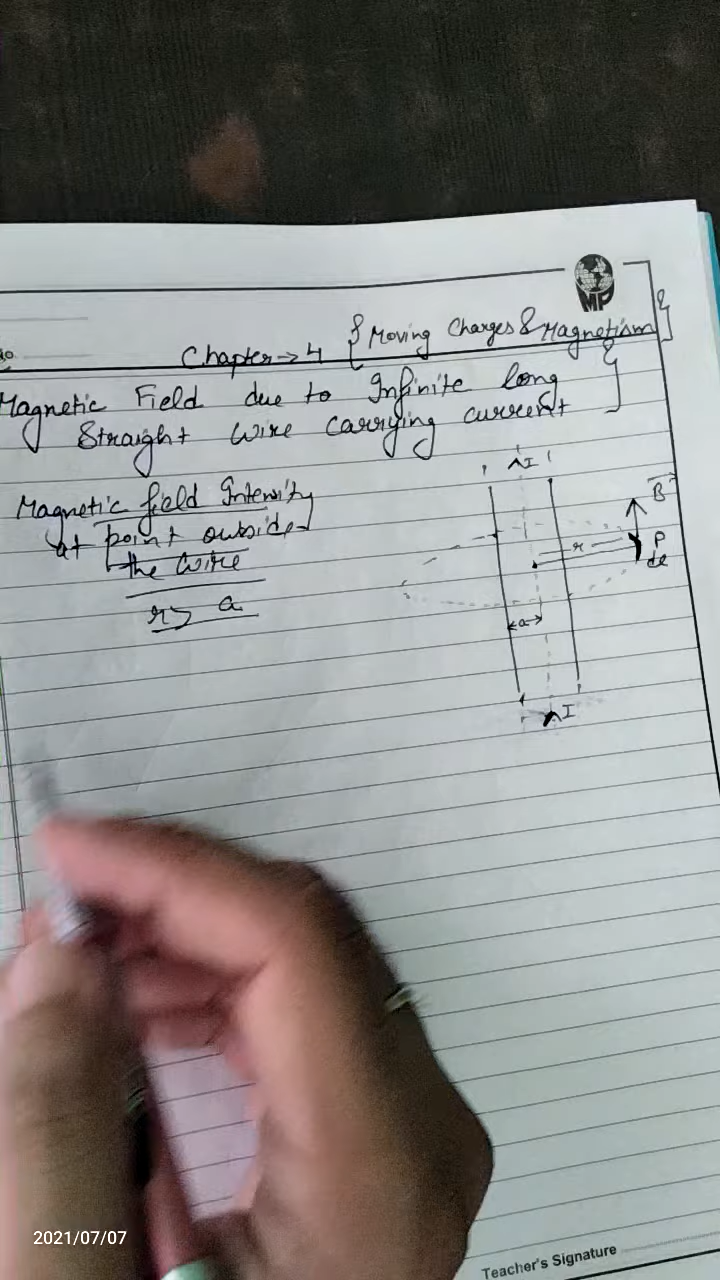 MP
Chapter → 4 { Moving Charges & Magnetism }
Magnetic Field due to Infinite long
Straight wire carrying current
Magnetic field Intensity
at point outside
the wire
r > a
I
B
r
P
dl
a
I
2021/07/07
Teacher's Signature